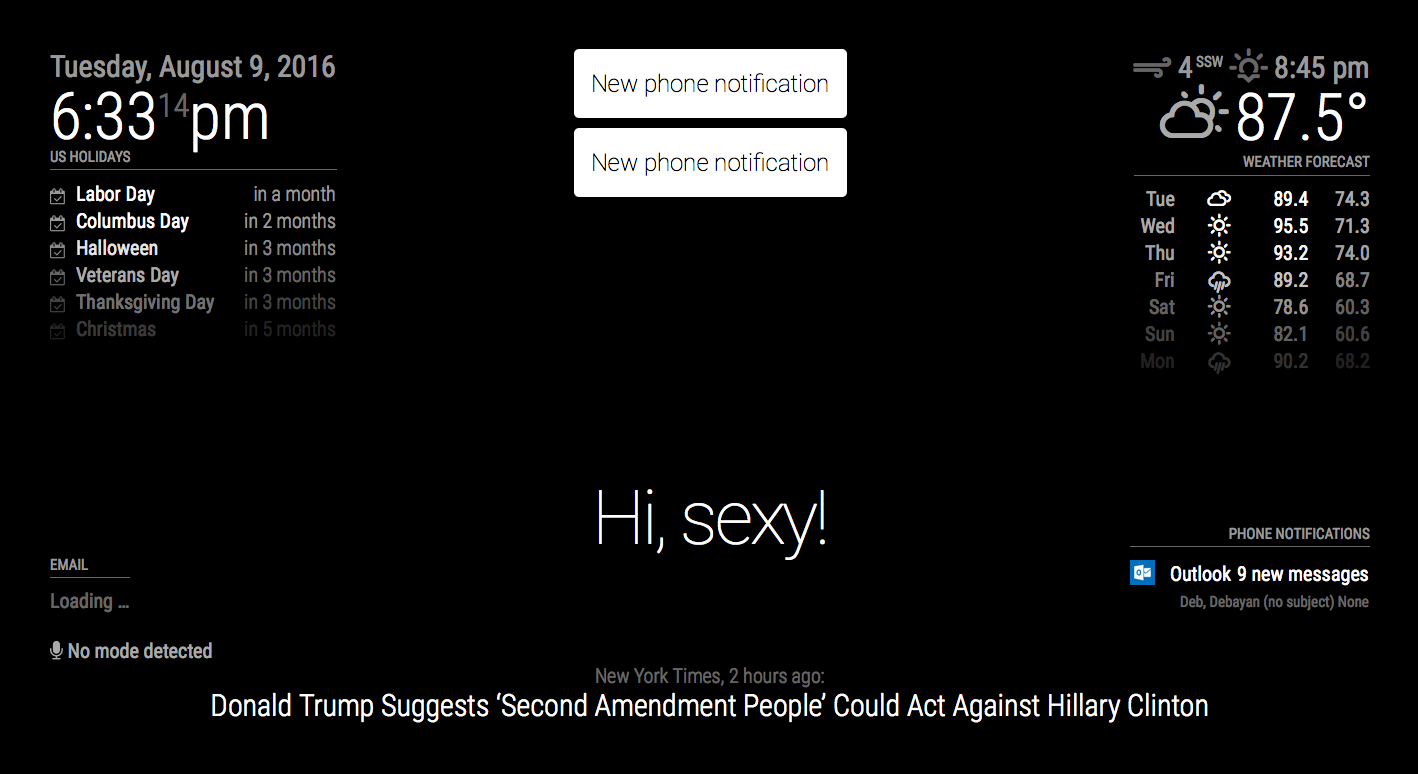 Tuesday, August 9, 2016
6:33 14 pm
US HOLIDAYS
Labor Day in a month
Columbus Day in 2 months
Halloween in 3 months
Veterans Day in 3 months
Thanksgiving Day in 3 months
Christmas in 5 months
New phone notification
New phone notification
4 SSW 8:45 pm
87.5°
WEATHER FORECAST
Tue 89.4 74.3
Wed 95.5 71.3
Thu 93.2 74.0
Fri 89.2 68.7
Sat 78.6 60.3
Sun 82.1 60.6
Mon 90.2 68.2
Hi, sexy!
EMAIL
Loading ...
No mode detected
PHONE NOTIFICATIONS
Outlook 9 new messages
Deb, Debayan (no subject) None
New York Times, 2 hours ago:
Donald Trump Suggests ‘Second Amendment People’ Could Act Against Hillary Clinton